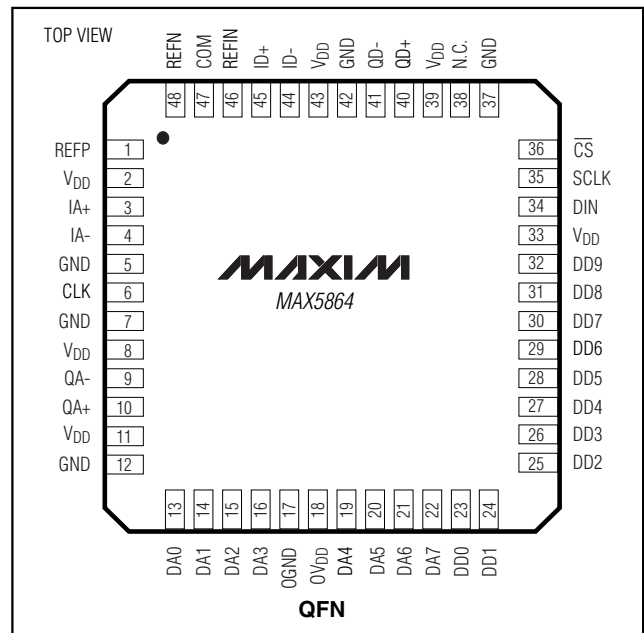 TOP VIEW
REFN COM REFIN ID+ ID- VDD GND QD- QD+ VDD N.C. GND
48 47 46 45 44 43 42 41 40 39 38 37
REFP 1
VDD 2
IA+ 3
IA- 4
GND 5
CLK 6
GND 7
VDD 8
QA- 9
QA+ 10
VDD 11
GND 12
MAXIM
MAX5864
36 CS
35 SCLK
34 DIN
33 VDD
32 DD9
31 DD8
30 DD7
29 DD6
28 DD5
27 DD4
26 DD3
25 DD2
13 14 15 16 17 18 19 20 21 22 23 24
DA0 DA1 DA2 DA3 OGND OVDD DA4 DA5 DA6 DA7 DD0 DD1
QFN